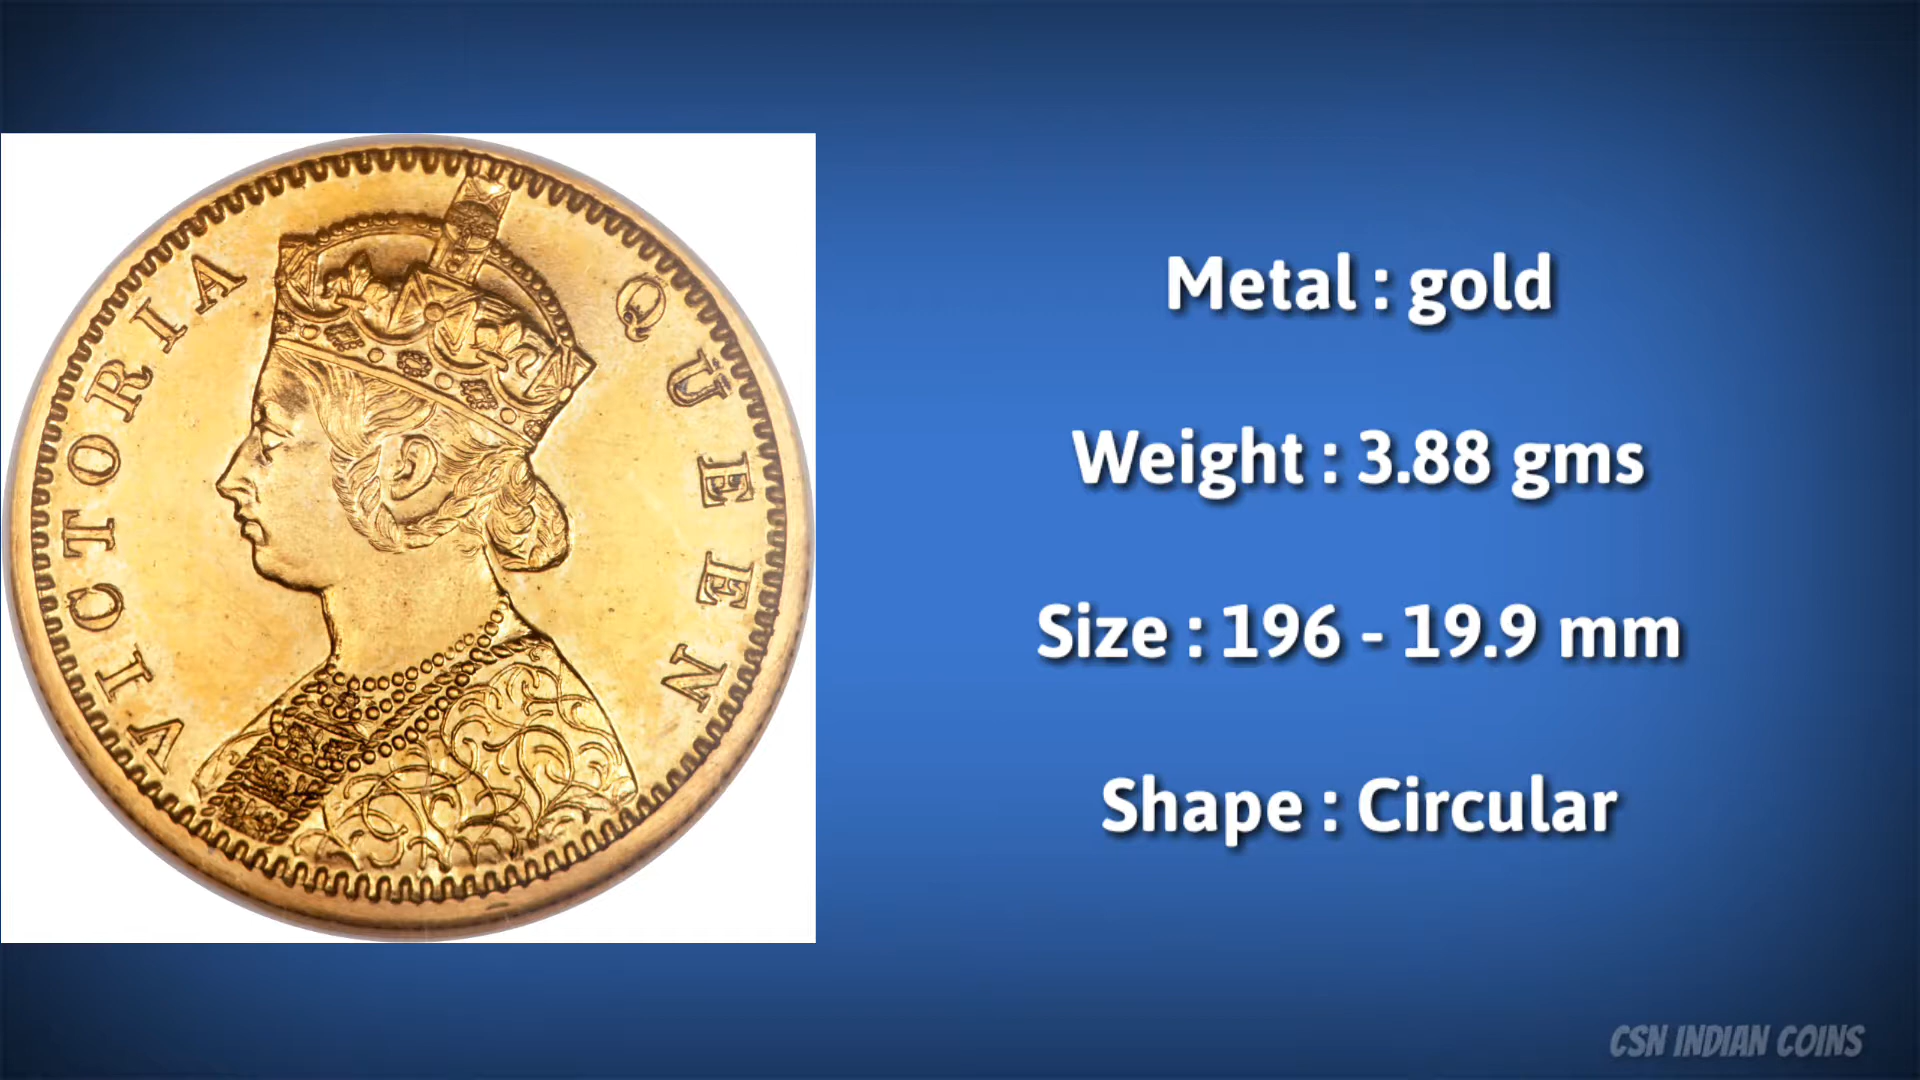 VICTORIA QUEEN
Metal : gold
Weight : 3.88 gms
Size : 196 - 19.9 mm
Shape : Circular
CSN INDIAN COINS